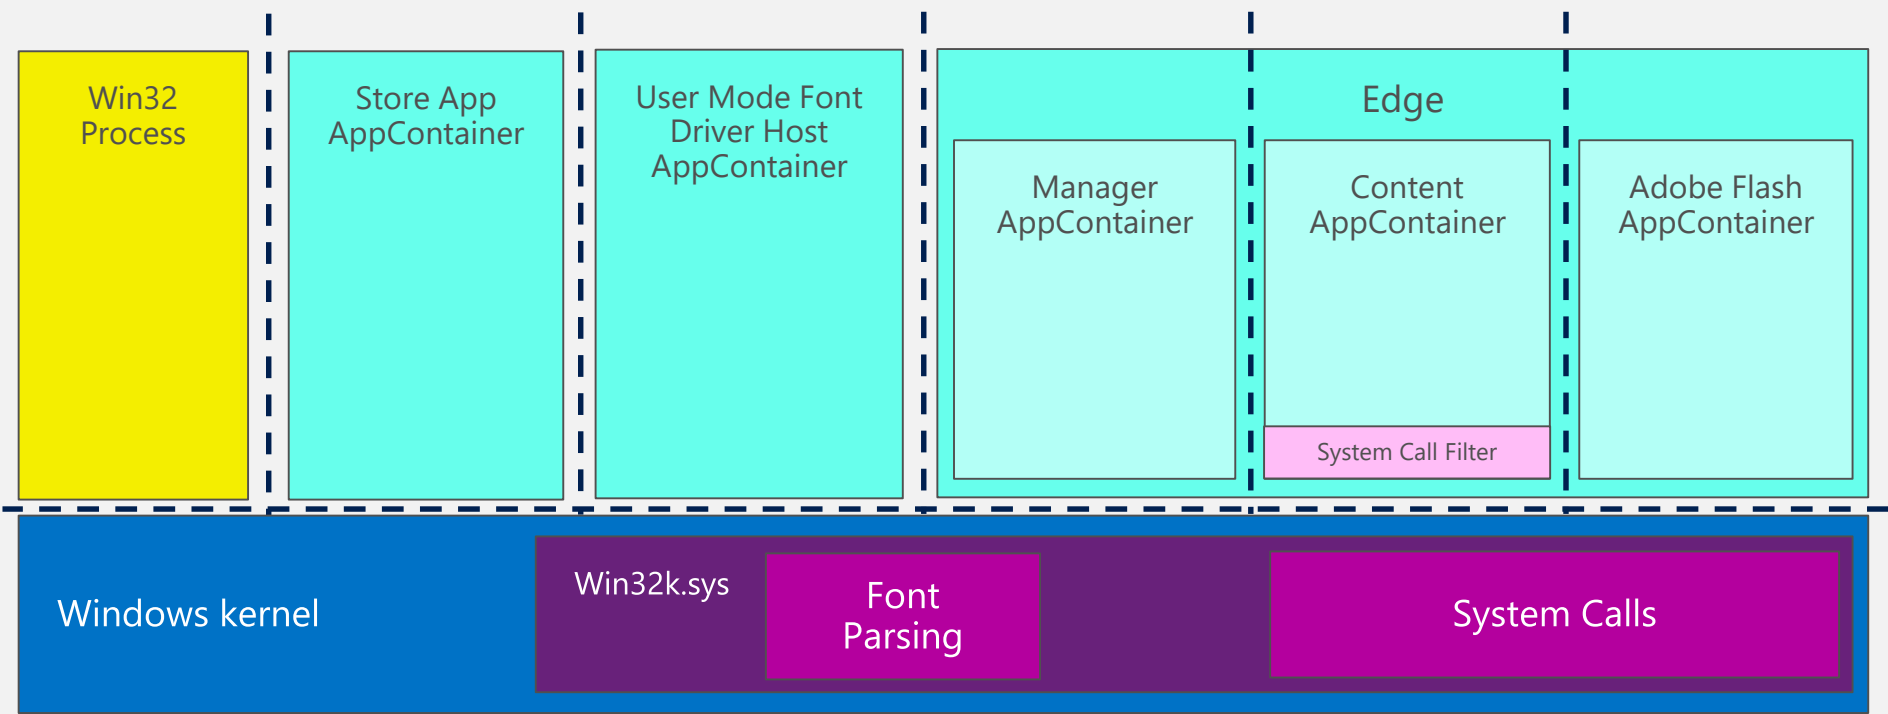 Win32
Process
Store App
AppContainer
User Mode Font
Driver Host
AppContainer
Edge
Manager
AppContainer
Content
AppContainer
System Call Filter
Adobe Flash
AppContainer
Windows kernel
Win32k.sys
Font
Parsing
System Calls